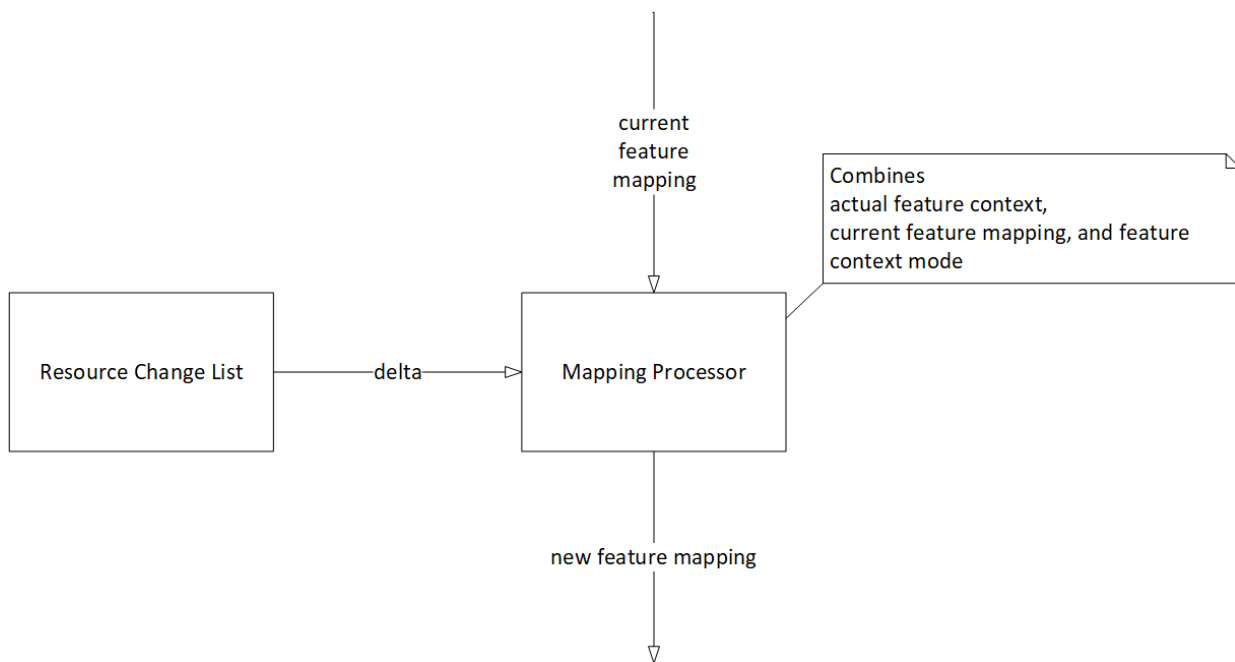 current
feature
mapping
Combines
actual feature context,
current feature mapping, and feature
context mode
Resource Change List
delta
Mapping Processor
new feature mapping